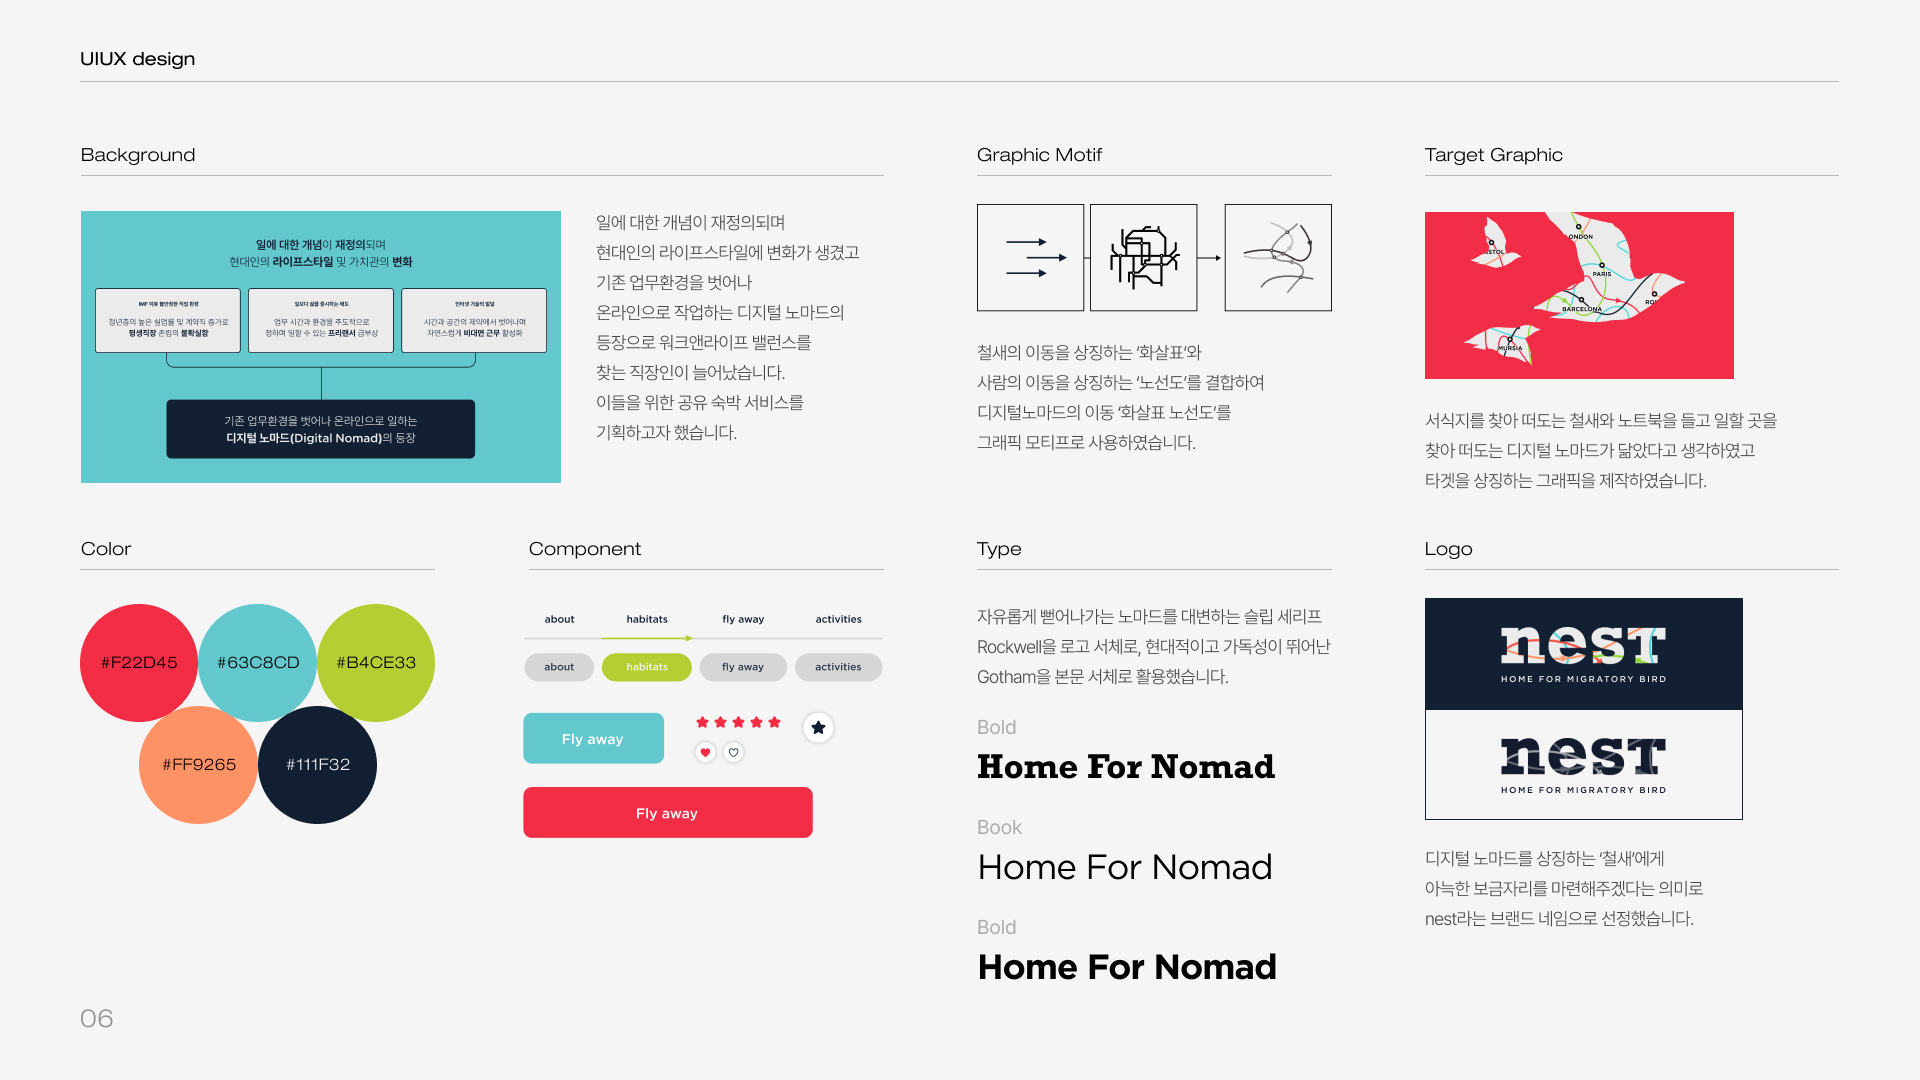 UIUX design
Background
일에 대한 개념이 재정의되며
현대인의 라이프스타일 및 가치관의 변화
IMF 이후 불안정한 직업 환경
청년층의 높은 실업률 및 계약직 증가로
평생직장 존립의 불확실함
일보다 삶을 중시하는 태도
업무 시간과 환경을 주도적으로
정하며 일할 수 있는 프리랜서 급부상
인터넷 기술의 발달
시간과 공간의 제약에서 벗어나며
자연스럽게 비대면 근무 활성화
기존 업무환경을 벗어나 온라인으로 일하는
디지털 노마드(Digital Nomad)의 등장
일에 대한 개념이 재정의되며
현대인의 라이프스타일에 변화가 생겼고
기존 업무환경을 벗어나
온라인으로 작업하는 디지털 노마드의
등장으로 워크앤라이프 밸런스를
찾는 직장인이 늘어났습니다.
이들을 위한 공유 숙박 서비스를
기획하고자 했습니다.
Graphic Motif
철새의 이동을 상징하는 ‘화살표’와
사람의 이동을 상징하는 ‘노선도’를 결합하여
디지털노마드의 이동 ‘화살표 노선도’를
그래픽 모티프로 사용하였습니다.
Target Graphic
ISTOL
ONDON
PARIS
RO
BARCELONA
MURSIA
서식지를 찾아 떠도는 철새와 노트북을 들고 일할 곳을
찾아 떠도는 디지털 노마드가 닮았다고 생각하였고
타겟을 상징하는 그래픽을 제작하였습니다.
Color
#F22D45
#63C8CD
#B4CE33
#FF9265
#111F32
Component
about habitats fly away activities
about habitats fly away activities
Fly away
Fly away
Type
자유롭게 뻗어나가는 노마드를 대변하는 슬립 세리프
Rockwell을 로고 서체로, 현대적이고 가독성이 뛰어난
Gotham을 본문 서체로 활용했습니다.
Bold
Home For Nomad
Book
Home For Nomad
Bold
Home For Nomad
Logo
nest
HOME FOR MIGRATORY BIRD
nest
HOME FOR MIGRATORY BIRD
디지털 노마드를 상징하는 ‘철새’에게
아늑한 보금자리를 마련해주겠다는 의미로
nest라는 브랜드 네임으로 선정했습니다.
06